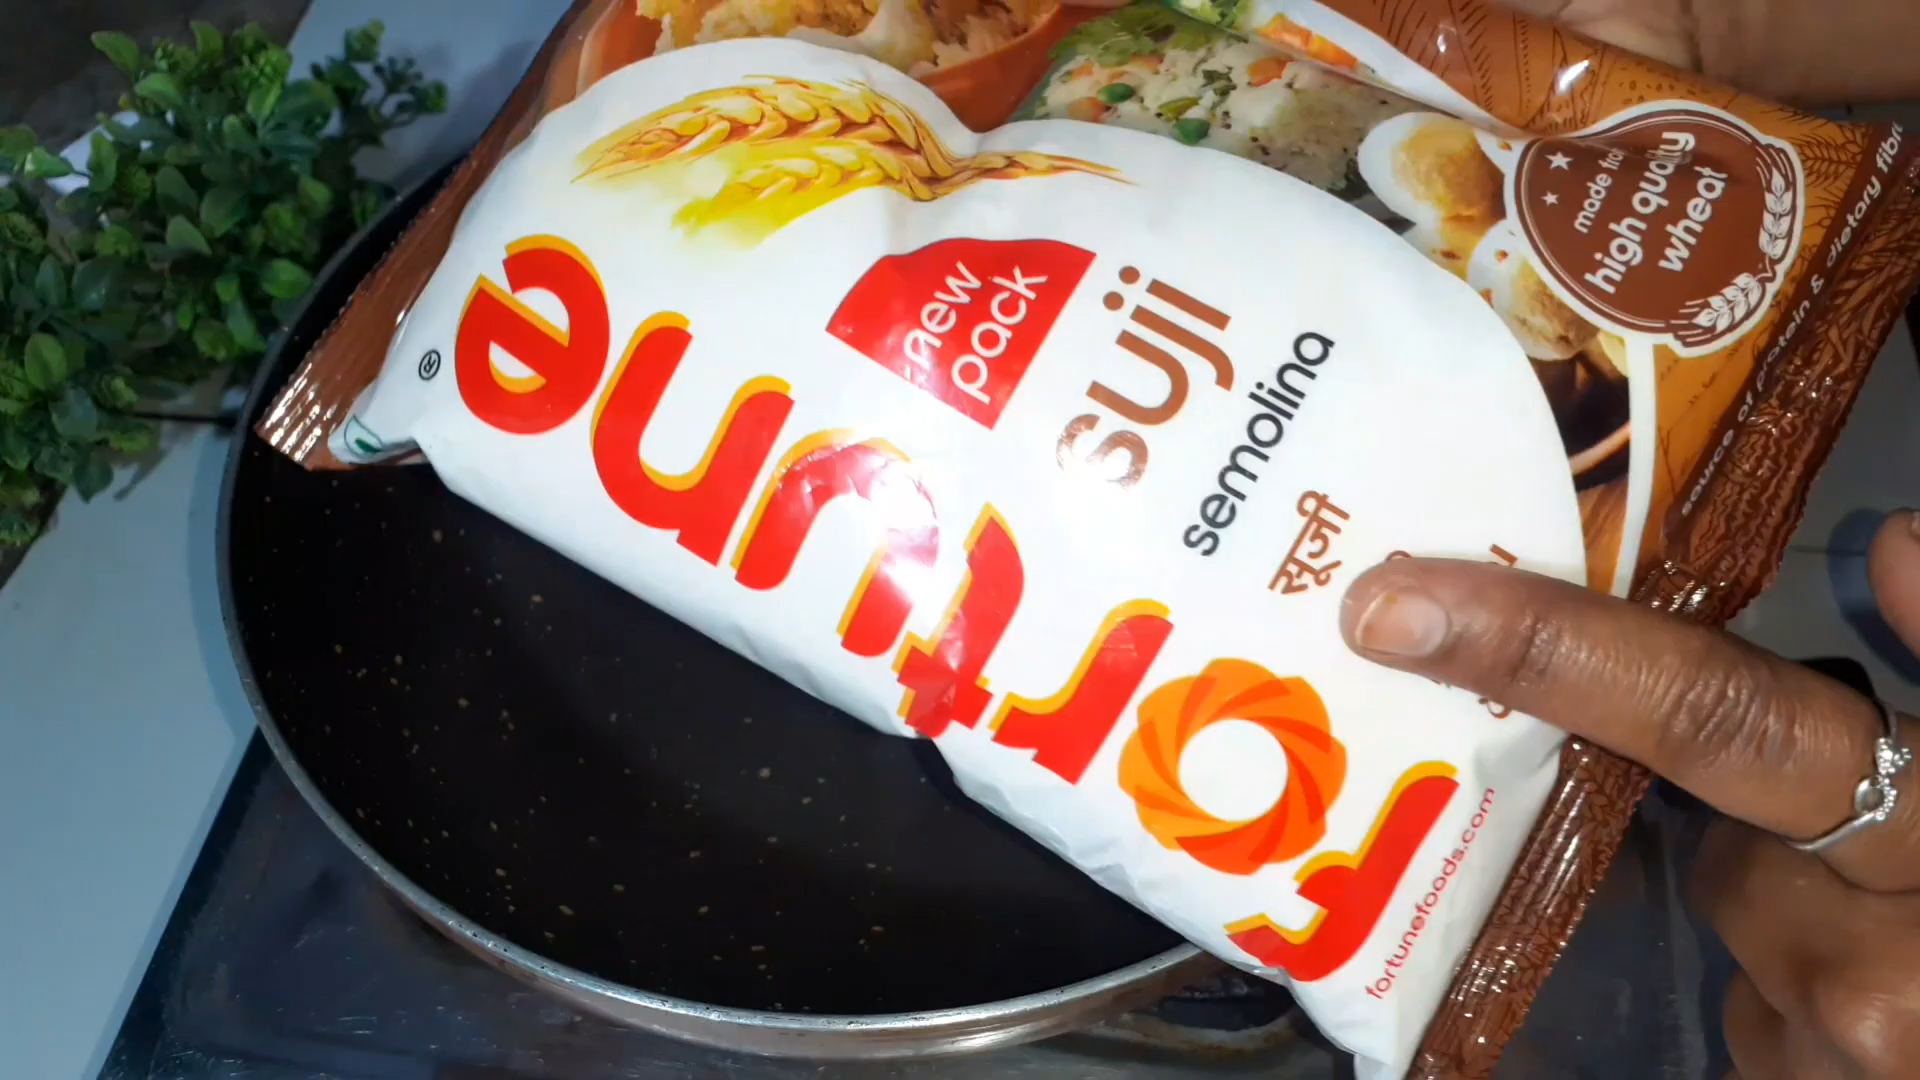 fortune
®
new
pack
suji
semolina
सूजी
made from
high quality
wheat
source of protein & dietary fibre
fortunefoods.com